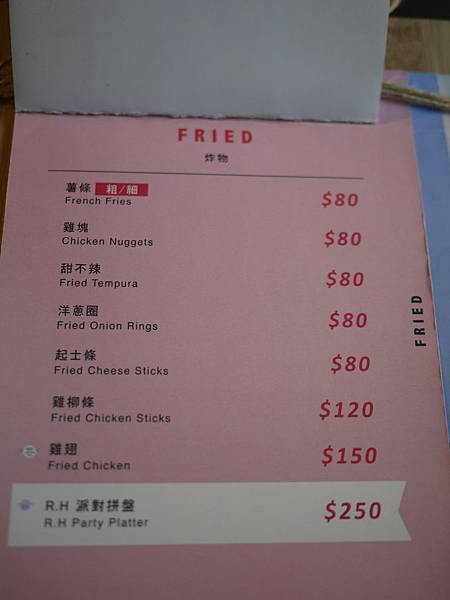 FRIED
炸物
薯條 粗/細 $80
French Fries
雞塊 $80
Chicken Nuggets
甜不辣 $80
Fried Tempura
洋蔥圈 $80
Fried Onion Rings
起士條 $80
Fried Cheese Sticks
雞柳條 $120
Fried Chicken Sticks
雞翅 $150
Fried Chicken
R.H 派對拼盤 $250
R.H Party Platter
FRIED